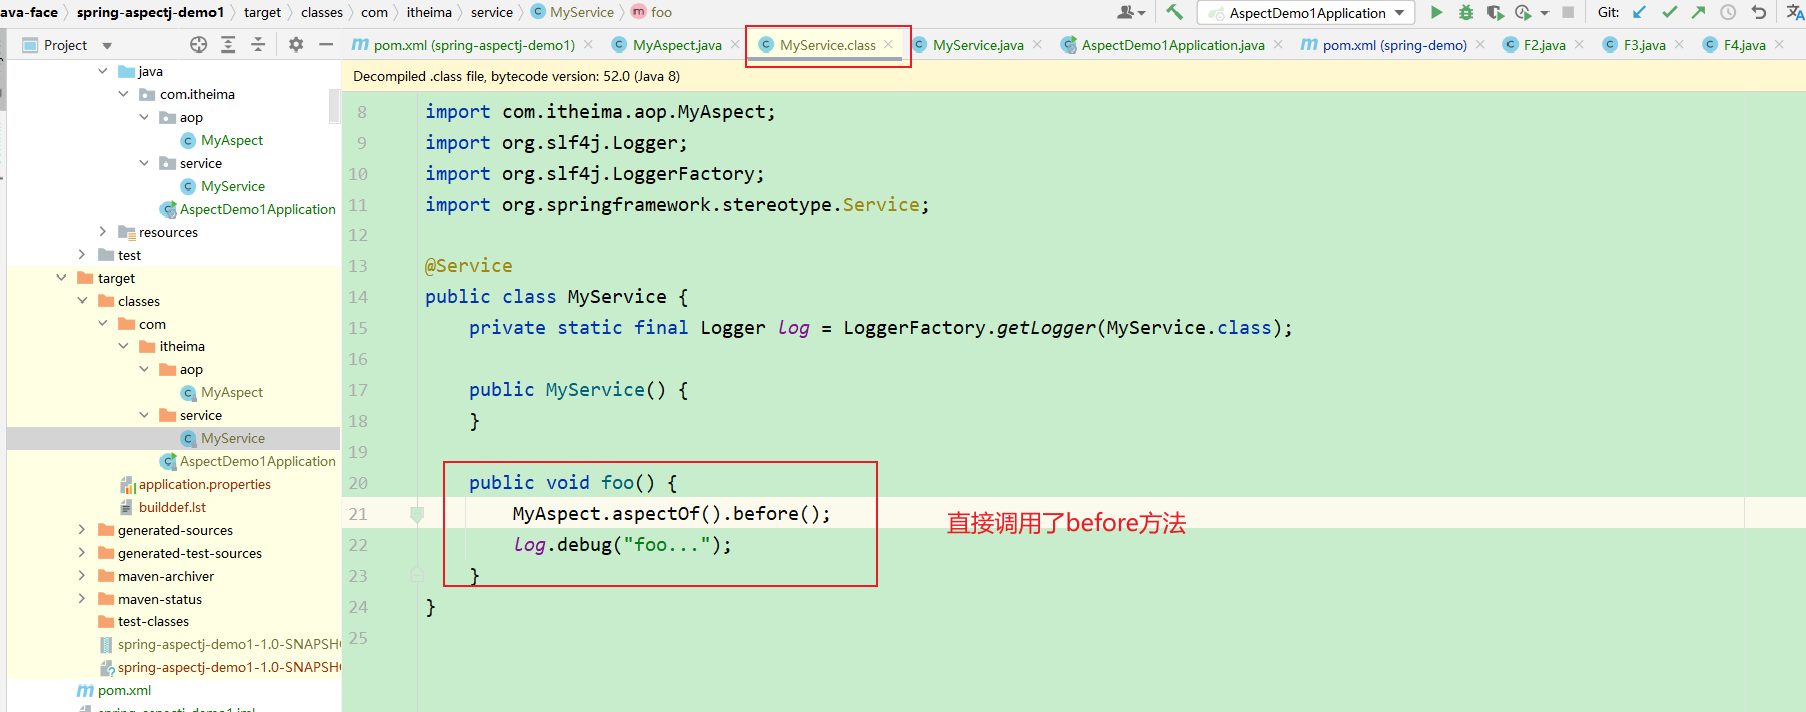 ava-face › spring-aspectj-demo1 › target › classes › com › itheima › service › MyService › foo
AspectDemo1Application
Git:
Project
pom.xml (spring-aspectj-demo1)
MyAspect.java
MyService.class
MyService.java
AspectDemo1Application.java
pom.xml (spring-demo)
F2.java
F3.java
F4.java
Decompiled .class file, bytecode version: 52.0 (Java 8)
java
com.itheima
aop
MyAspect
service
MyService
AspectDemo1Application
resources
test
target
classes
com
itheima
aop
MyAspect
service
MyService
AspectDemo1Application
application.properties
builddef.lst
generated-sources
generated-test-sources
maven-archiver
maven-status
test-classes
spring-aspectj-demo1-1.0-SNAPSH
spring-aspectj-demo1-1.0-SNAPSH
pom.xml
spring-aspectj-demo1.iml
8 import com.itheima.aop.MyAspect;
9 import org.slf4j.Logger;
10 import org.slf4j.LoggerFactory;
11 import org.springframework.stereotype.Service;
12
13 @Service
14 public class MyService {
15 private static final Logger log = LoggerFactory.getLogger(MyService.class);
16
17 public MyService() {
18 }
19
20 public void foo() {
21 MyAspect.aspectOf().before();
直接调用了before方法
22 log.debug("foo...");
23 }
24 }
25